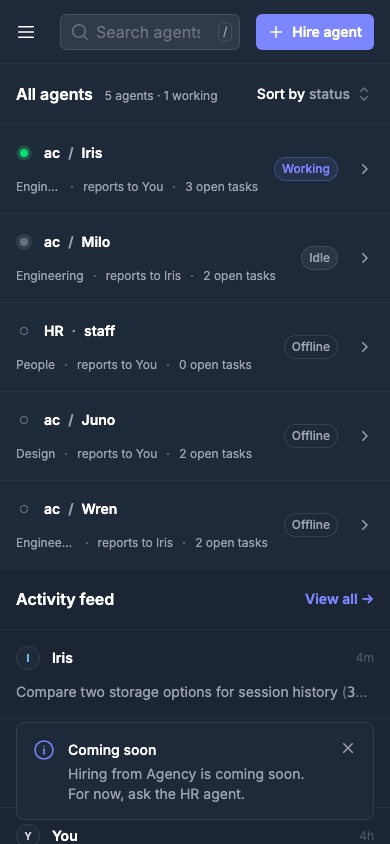 Search agents /
+ Hire agent
All agents 5 agents · 1 working Sort by status
ac / Iris
Working
Engin... · reports to You · 3 open tasks
ac / Milo
Idle
Engineering · reports to Iris · 2 open tasks
HR · staff
Offline
People · reports to You · 0 open tasks
ac / Juno
Offline
Design · reports to You · 2 open tasks
ac / Wren
Offline
Enginee... · reports to Iris · 2 open tasks
Activity feed View all →
I Iris 4m
Compare two storage options for session history (3...
Coming soon
Hiring from Agency is coming soon.
For now, ask the HR agent.
Y You 4h